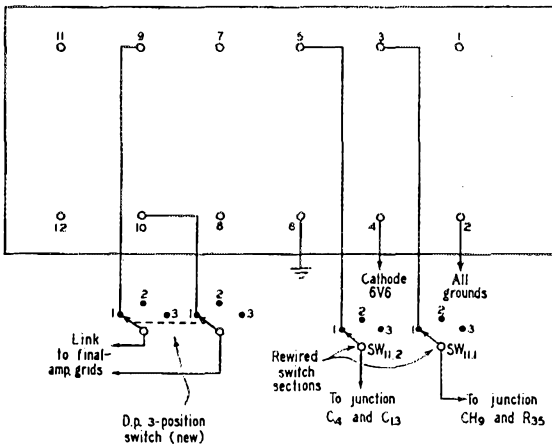 11 9 7 5 3 1
12 10 8 6 4 2
Cathode
6V6
All
grounds
1 2 3 1 2 3 1 2 3 1 2 3
Link
to final-
amp. grids
D.p. 3-position
switch (new)
Rewired
switch
sections
SW11.2
SW11.1
To junction
C4 and C13
To junction
CH9 and R35